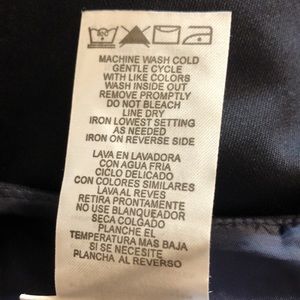 MACHINE WASH COLD
GENTLE CYCLE
WITH LIKE COLORS
WASH INSIDE OUT
REMOVE PROMPTLY
DO NOT BLEACH
LINE DRY
IRON LOWEST SETTING
AS NEEDED
IRON ON REVERSE SIDE
LAVA EN LAVADORA
CON AGUA FRIA
CICLO DELICADO
CON COLORES SIMILARES
LAVA AL REVES
RETIRA PRONTAMENTE
NO USE BLANQUEADOR
SECA COLGADO
PLANCHA EL
TEMPERATURA MAS BAJA
SI SE NECESITE
PLANCHA AL REVERSO